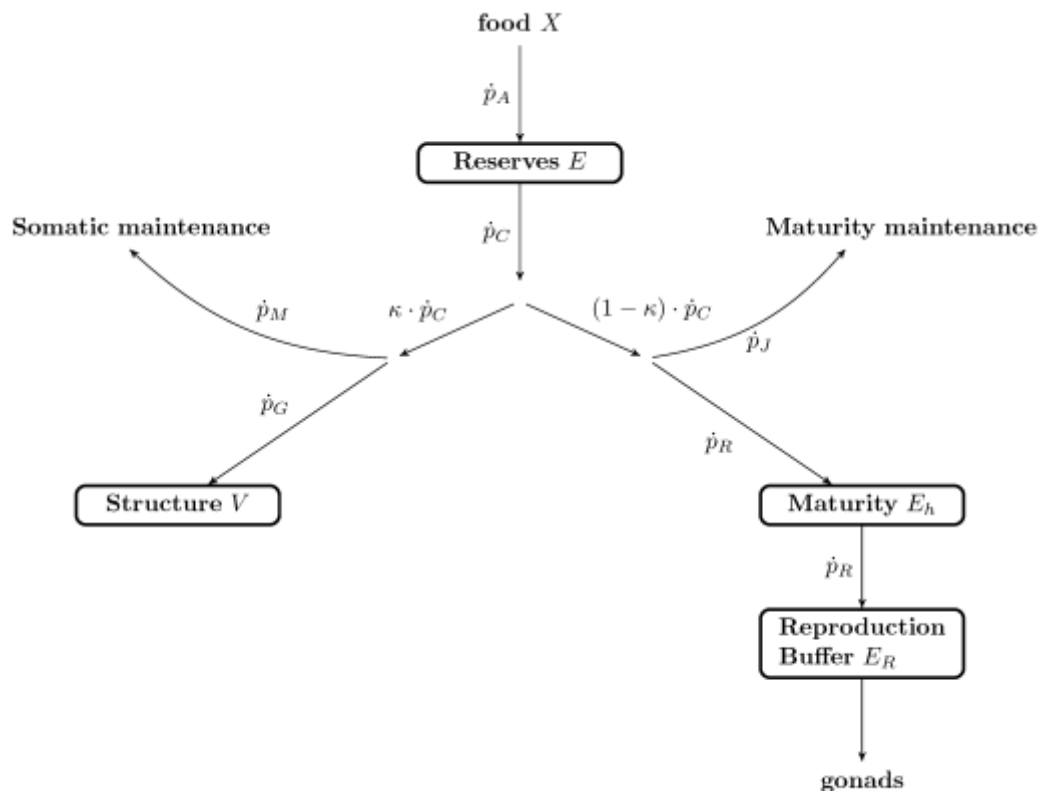 food X
ṗ_A
Reserves E
Somatic maintenance
ṗ_C
Maturity maintenance
ṗ_M
κ · ṗ_C
(1 − κ) · ṗ_C
ṗ_J
ṗ_G
ṗ_R
Structure V
Maturity E_h
ṗ_R
Reproduction
Buffer E_R
gonads